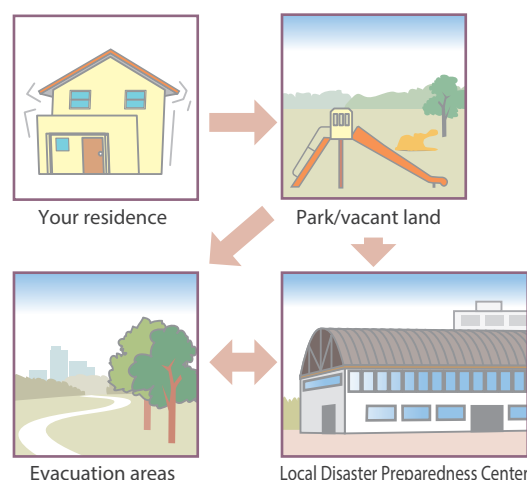 Your residence
Park/vacant land
Evacuation areas
Local Disaster Preparedness Center